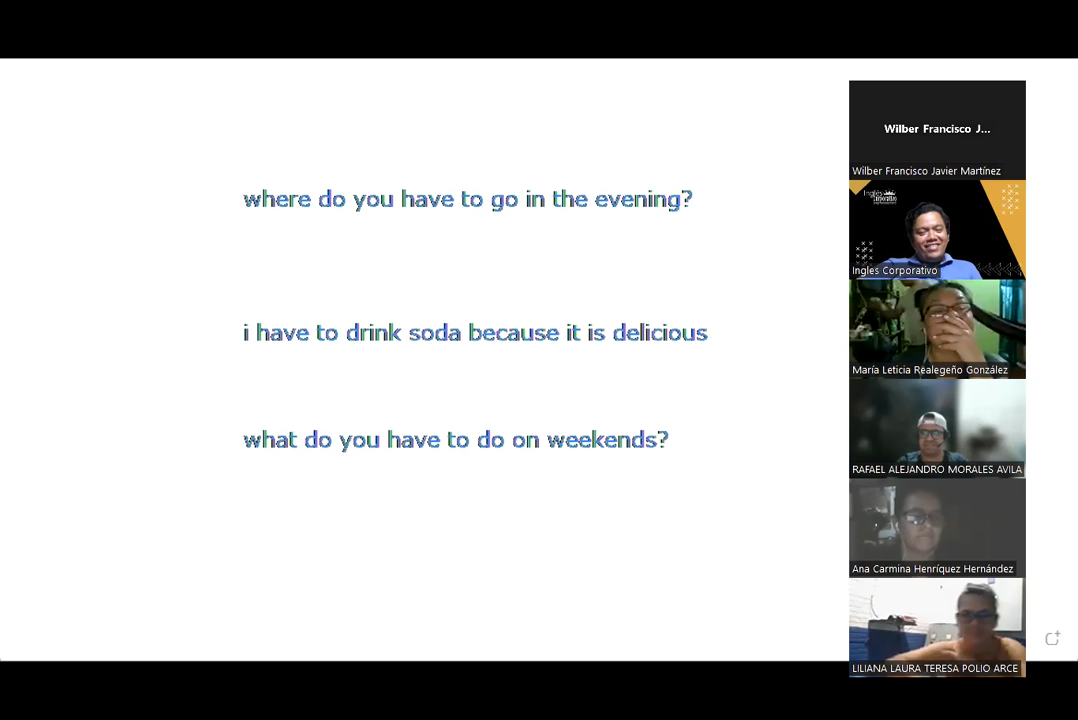 where do you have to go in the evening?
i have to drink soda because it is delicious
what do you have to do on weekends?
Wilber Francisco J...
Wilber Francisco Javier Martínez
Inglés
Corporativo
Ingles Corporativo
María Leticia Realegeño González
RAFAEL ALEJANDRO MORALES AVILA
Ana Carmina Henríquez Hernández
LILIANA LAURA TERESA POLIO ARCE